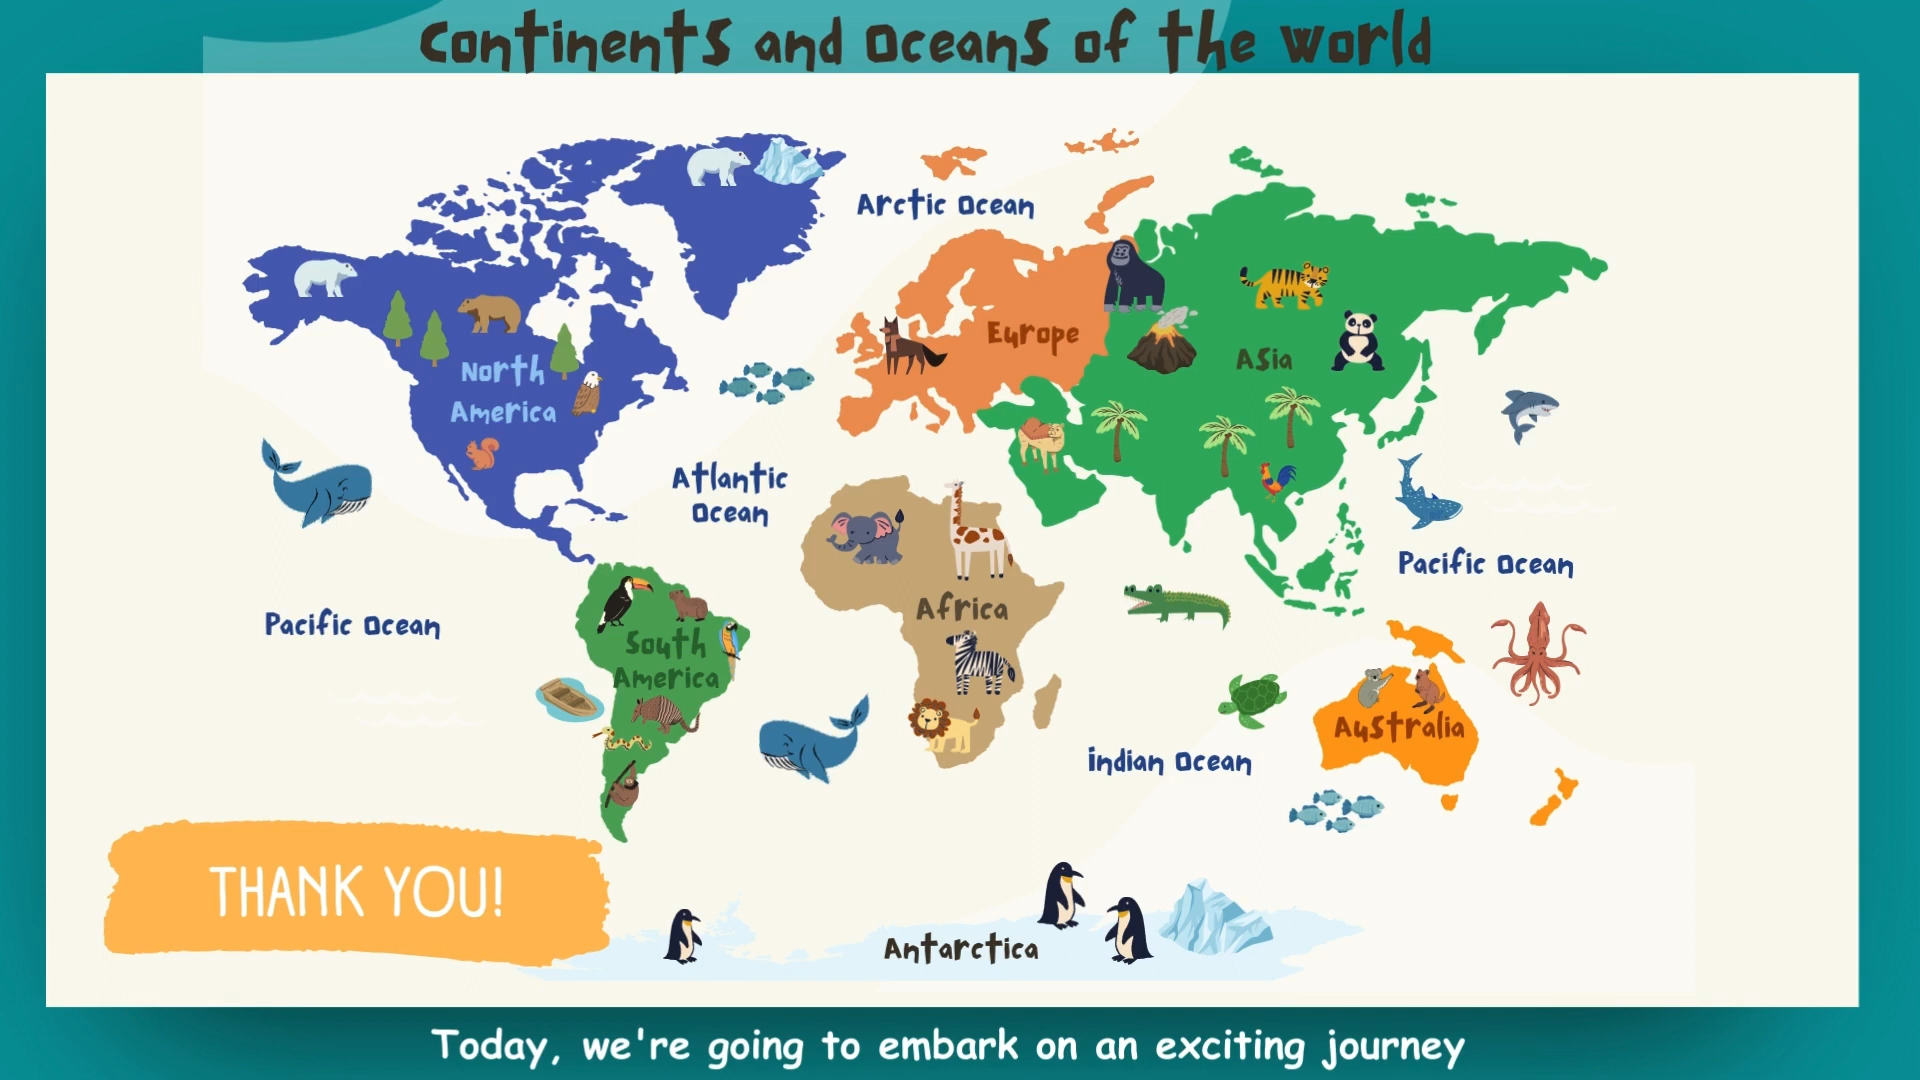 Continents and Oceans of the World
Arctic Ocean
Europe
Asia
North
America
Atlantic
Ocean
Pacific Ocean
Africa
Pacific Ocean
South
America
Australia
indian Ocean
THANK YOU!
Antarctica
Today, we're going to embark on an exciting journey